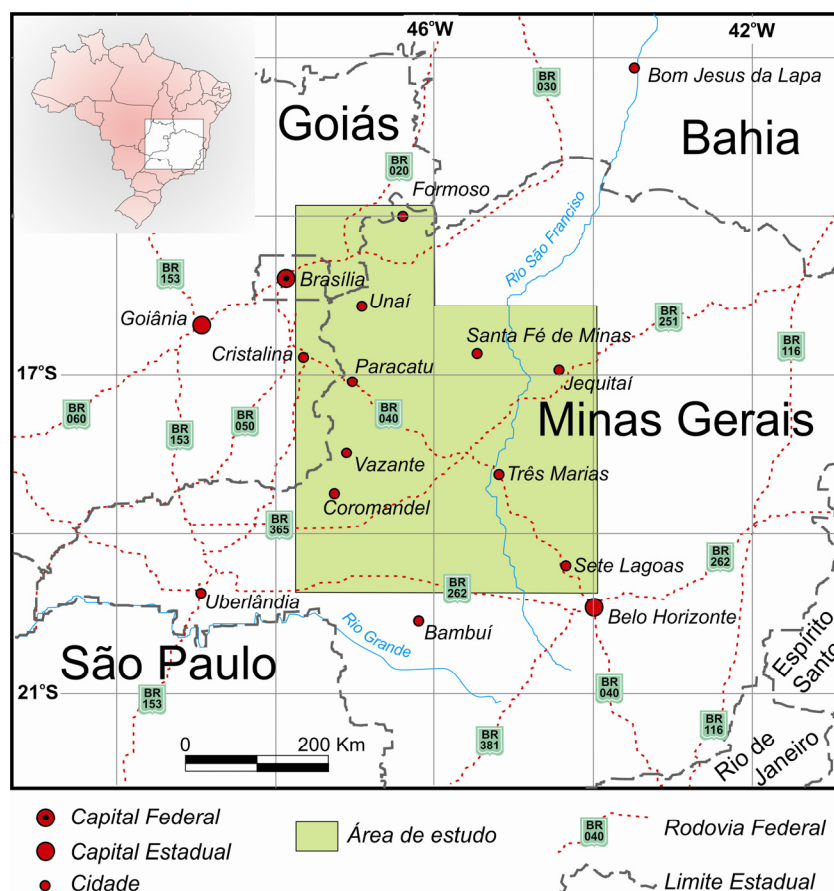 46°W
42°W
Bom Jesus da Lapa
BR
030
Goiás
Bahia
BR
020
Formoso
Rio São Franciso
BR
153
Brasília
Unaí
Goiânia
BR
251
Santa Fé de Minas
BR
116
Cristalina
Paracatu
17°S
Jequitaí
BR
060
BR
050
BR
040
Minas Gerais
BR
153
Vazante
Três Marias
Coromandel
BR
365
BR
262
Sete Lagoas
BR
262
Uberlândia
Belo Horizonte
Rio Grande
Bambuí
São Paulo
Espírito
Santo
21°S
BR
153
BR
040
BR
116
BR
381
0 200 Km
Rio de
Janeiro
Capital Federal
Capital Estadual
Cidade
Área de estudo
BR
040
Rodovia Federal
Limite Estadual